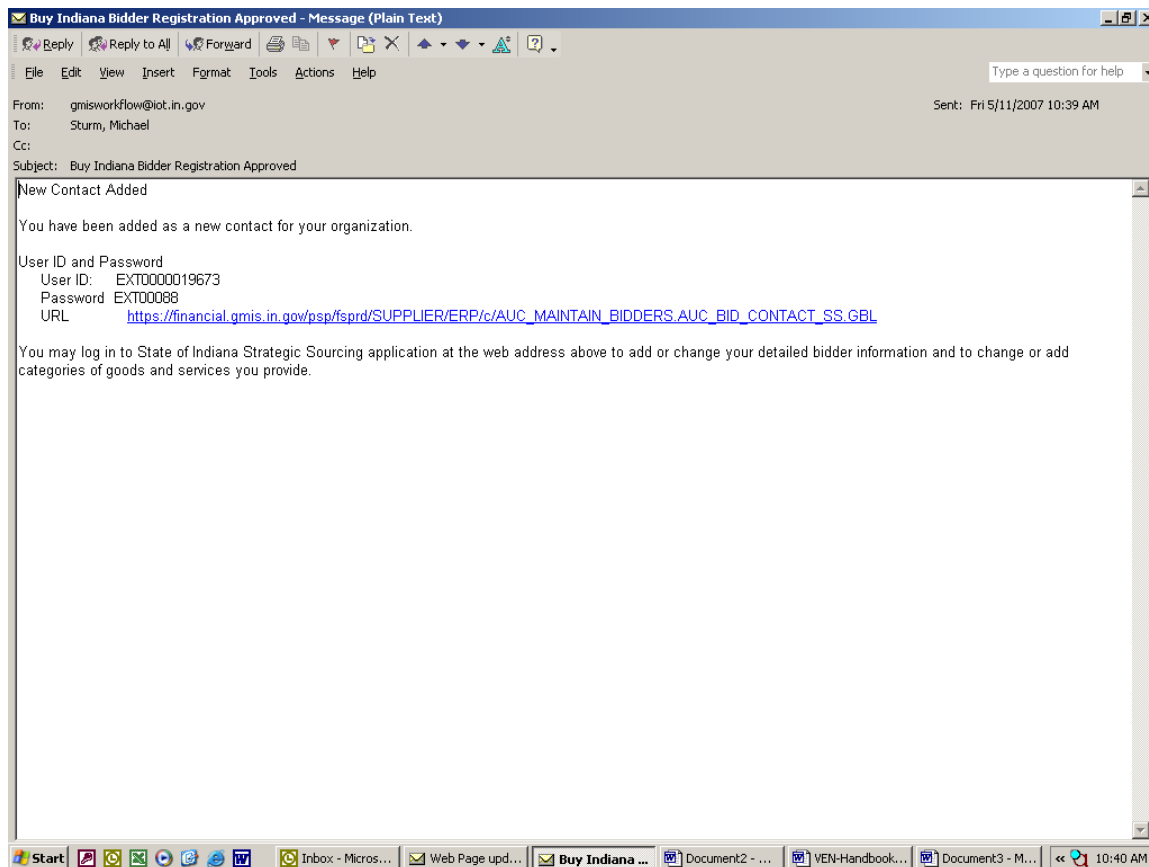 Buy Indiana Bidder Registration Approved - Message (Plain Text)
Reply Reply to All Forward
File Edit View Insert Format Tools Actions Help Type a question for help
From: gmisworkflow@iot.in.gov Sent: Fri 5/11/2007 10:39 AM
To: Sturm, Michael
Cc:
Subject: Buy Indiana Bidder Registration Approved
New Contact Added
You have been added as a new contact for your organization.
User ID and Password
User ID: EXT0000019673
Password EXT00088
URL https://financial.gmis.in.gov/psp/fsprd/SUPPLIER/ERP/c/AUC_MAINTAIN_BIDDERS.AUC_BID_CONTACT_SS.GBL
You may log in to State of Indiana Strategic Sourcing application at the web address above to add or change your detailed bidder information and to change or add
categories of goods and services you provide.
Start Inbox - Micros... Web Page upd... Buy Indiana ... Document2 - ... VEN-Handbook... Document3 - M... « 10:40 AM